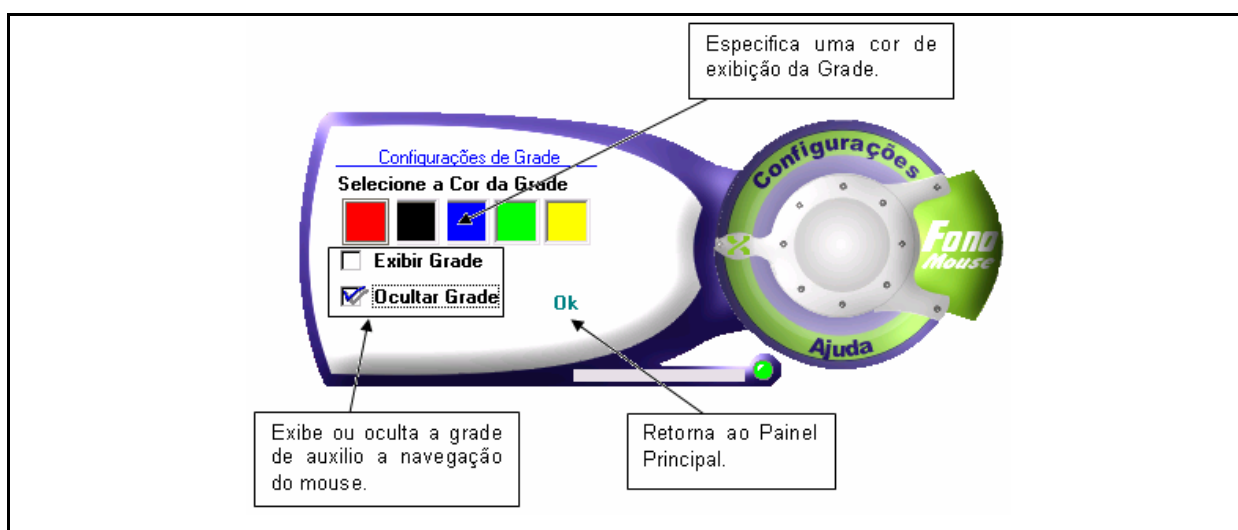 Especifica uma cor de
exibição da Grade.
Configurações de Grade
Selecione a Cor da Grade
Exibir Grade
Ocultar Grade
Ok
Configurações
Fono
Mouse
Ajuda
Exibe ou oculta a grade
de auxilio a navegação
do mouse.
Retorna ao Painel
Principal.